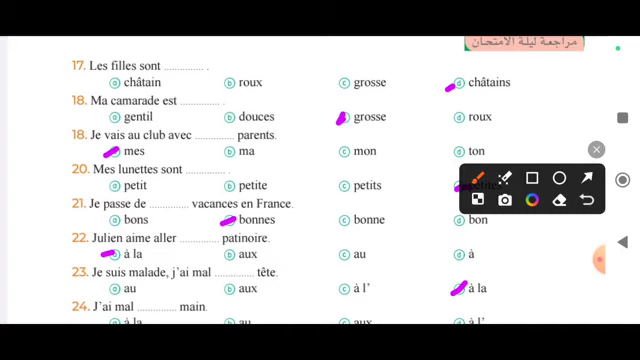 مراجعة ليلة الامتحان
17. Les filles sont .............. .
a châtain b roux c grosse d châtains
18. Ma camarade est .............. .
a gentil b douces c grosse d roux
18. Je vais au club avec .............. parents.
a mes b ma c mon d ton
20. Mes lunettes sont .............. .
a petit b petite c petits
21. Je passe de .............. vacances en France.
a bons b bonnes c bonne d bon
22. Julien aime aller .............. patinoire.
a à la b aux c au d à
23. Je suis malade, j'ai mal .............. tête.
a au b aux c à l' d à la
24. J'ai mal .............. main.
a à la b au c aux d à l'